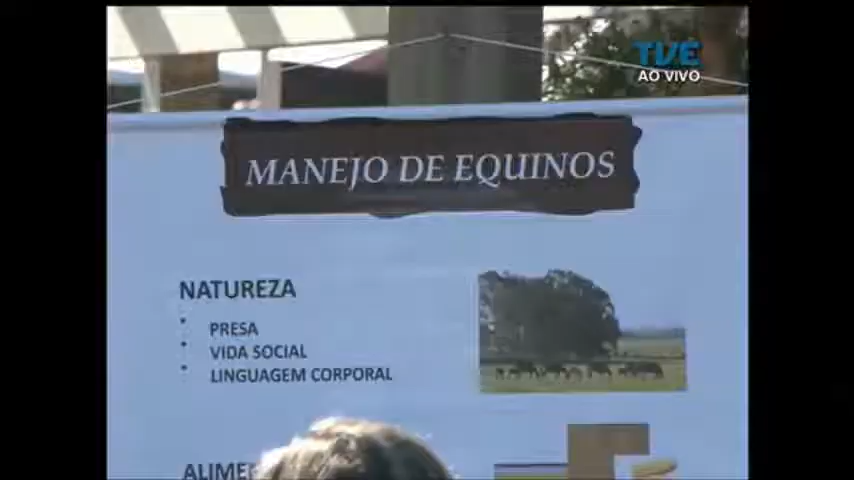 TVE
AO VIVO
MANEJO DE EQUINOS
NATUREZA
PRESA
VIDA SOCIAL
LINGUAGEM CORPORAL